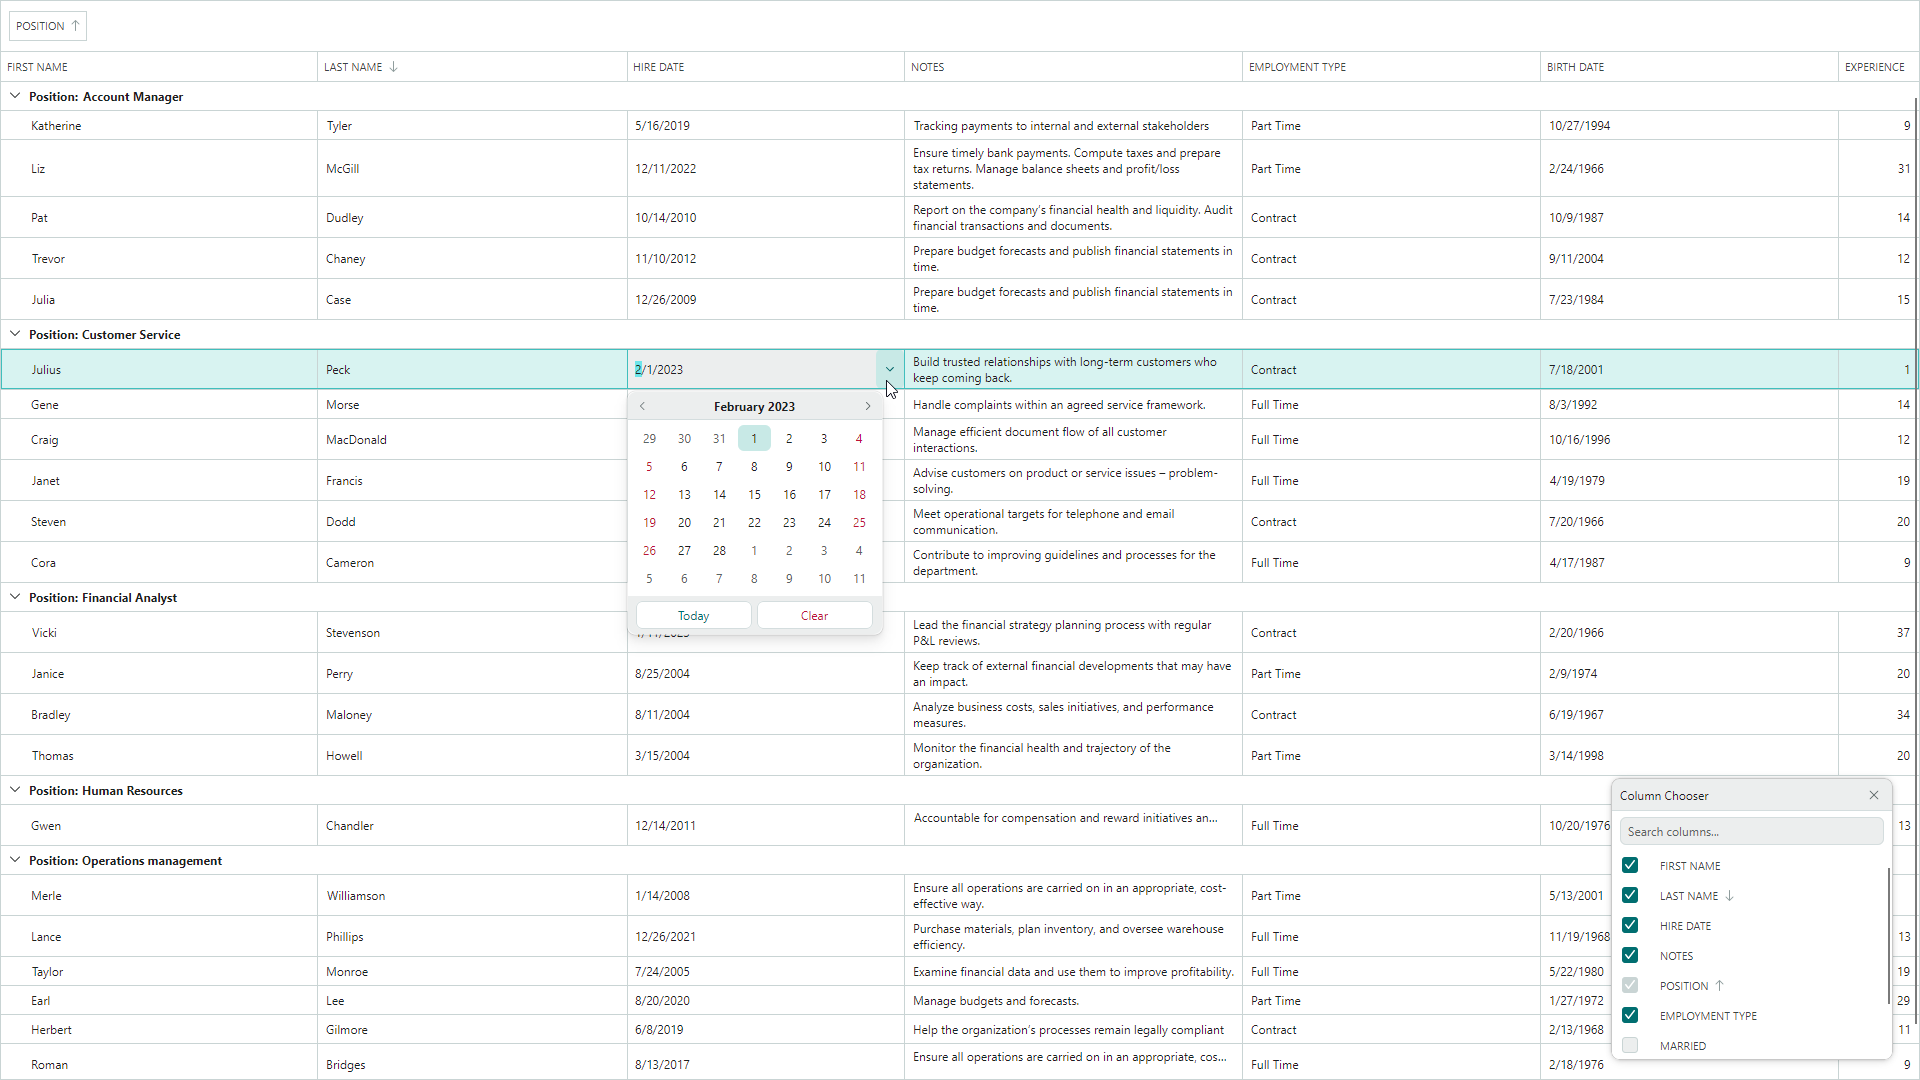 POSITION
FIRST NAME LAST NAME HIRE DATE NOTES EMPLOYMENT TYPE BIRTH DATE EXPERIENCE
Position: Account Manager
Katherine Tyler 5/16/2019 Tracking payments to internal and external stakeholders Part Time 10/27/1994 9
Liz McGill 12/11/2022 Ensure timely bank payments. Compute taxes and prepare
tax returns. Manage balance sheets and profit/loss
statements. Part Time 2/24/1966 31
Pat Dudley 10/14/2010 Report on the company's financial health and liquidity. Audit
financial transactions and documents. Contract 10/9/1987 14
Trevor Chaney 11/10/2012 Prepare budget forecasts and publish financial statements in
time. Contract 9/11/2004 12
Julia Case 12/26/2009 Prepare budget forecasts and publish financial statements in
time. Contract 7/23/1984 15
Position: Customer Service
Julius Peck 2/1/2023 Build trusted relationships with long-term customers who
keep coming back. Contract 7/18/2001 1
Gene Morse Handle complaints within an agreed service framework. Full Time 8/3/1992 14
Craig MacDonald Manage efficient document flow of all customer
interactions. Full Time 10/16/1996 12
Janet Francis Advise customers on product or service issues – problem-
solving. Full Time 4/19/1979 19
Steven Dodd Meet operational targets for telephone and email
communication. Contract 7/20/1966 20
Cora Cameron Contribute to improving guidelines and processes for the
department. Full Time 4/17/1987 9
February 2023
29 30 31 1 2 3 4
5 6 7 8 9 10 11
12 13 14 15 16 17 18
19 20 21 22 23 24 25
26 27 28 1 2 3 4
5 6 7 8 9 10 11
Today Clear
Position: Financial Analyst
Vicki Stevenson Lead the financial strategy planning process with regular
P&L reviews. Contract 2/20/1966 37
Janice Perry 8/25/2004 Keep track of external financial developments that may have
an impact. Part Time 2/9/1974 20
Bradley Maloney 8/11/2004 Analyze business costs, sales initiatives, and performance
measures. Contract 6/19/1967 34
Thomas Howell 3/15/2004 Monitor the financial health and trajectory of the
organization. Part Time 3/14/1998 20
Position: Human Resources
Gwen Chandler 12/14/2011 Accountable for compensation and reward initiatives an... Full Time 10/20/1976 13
Position: Operations management
Merle Williamson 1/14/2008 Ensure all operations are carried on in an appropriate, cost-
effective way. Part Time 5/13/2001
Lance Phillips 12/26/2021 Purchase materials, plan inventory, and oversee warehouse
efficiency. Full Time 11/19/1968 13
Taylor Monroe 7/24/2005 Examine financial data and use them to improve profitability. Full Time 5/22/1980 19
Earl Lee 8/20/2020 Manage budgets and forecasts. Part Time 1/27/1972 29
Herbert Gilmore 6/8/2019 Help the organization's processes remain legally compliant Contract 2/13/1968 11
Roman Bridges 8/13/2017 Ensure all operations are carried on in an appropriate, cos... Full Time 2/18/1976 9
Column Chooser
Search columns...
FIRST NAME
LAST NAME
HIRE DATE
NOTES
POSITION
EMPLOYMENT TYPE
MARRIED